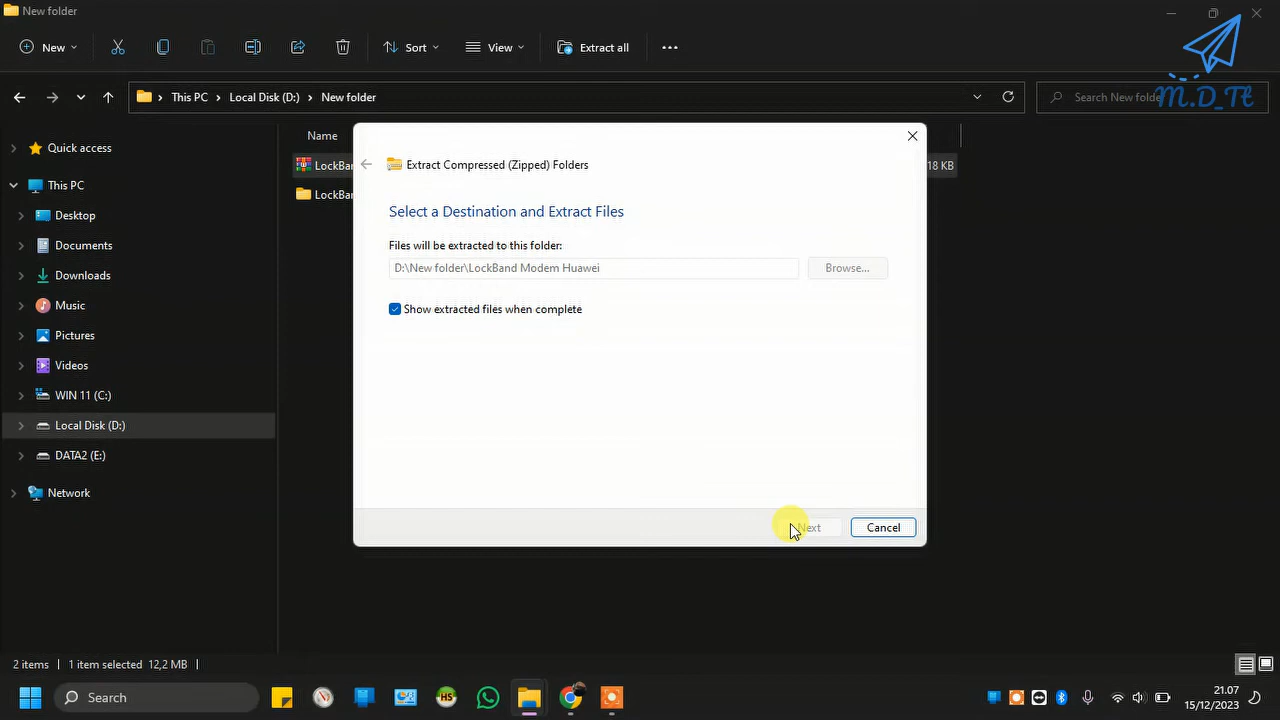 New folder
New
Sort
View
Extract all
This PC
Local Disk (D:)
New folder
Search New folde
M.D_Tt
Name
LockBan
18 KB
LockBan
Quick access
This PC
Desktop
Documents
Downloads
Music
Pictures
Videos
WIN 11 (C:)
Local Disk (D:)
DATA2 (E:)
Network
Extract Compressed (Zipped) Folders
Select a Destination and Extract Files
Files will be extracted to this folder:
D:\New folder\LockBand Modem Huawei
Browse...
Show extracted files when complete
Next
Cancel
2 items
1 item selected 12,2 MB
Search
HS
21.07
15/12/2023